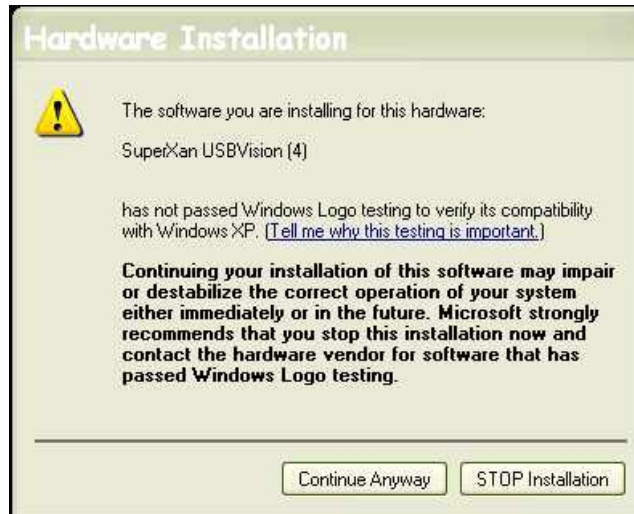 Hardware Installation
The software you are installing for this hardware:
SuperXan USBVision (4)
has not passed Windows Logo testing to verify its compatibility
with Windows XP. (Tell me why this testing is important.)
Continuing your installation of this software may impair
or destabilize the correct operation of your system
either immediately or in the future. Microsoft strongly
recommends that you stop this installation now and
contact the hardware vendor for software that has
passed Windows Logo testing.
Continue Anyway
STOP Installation